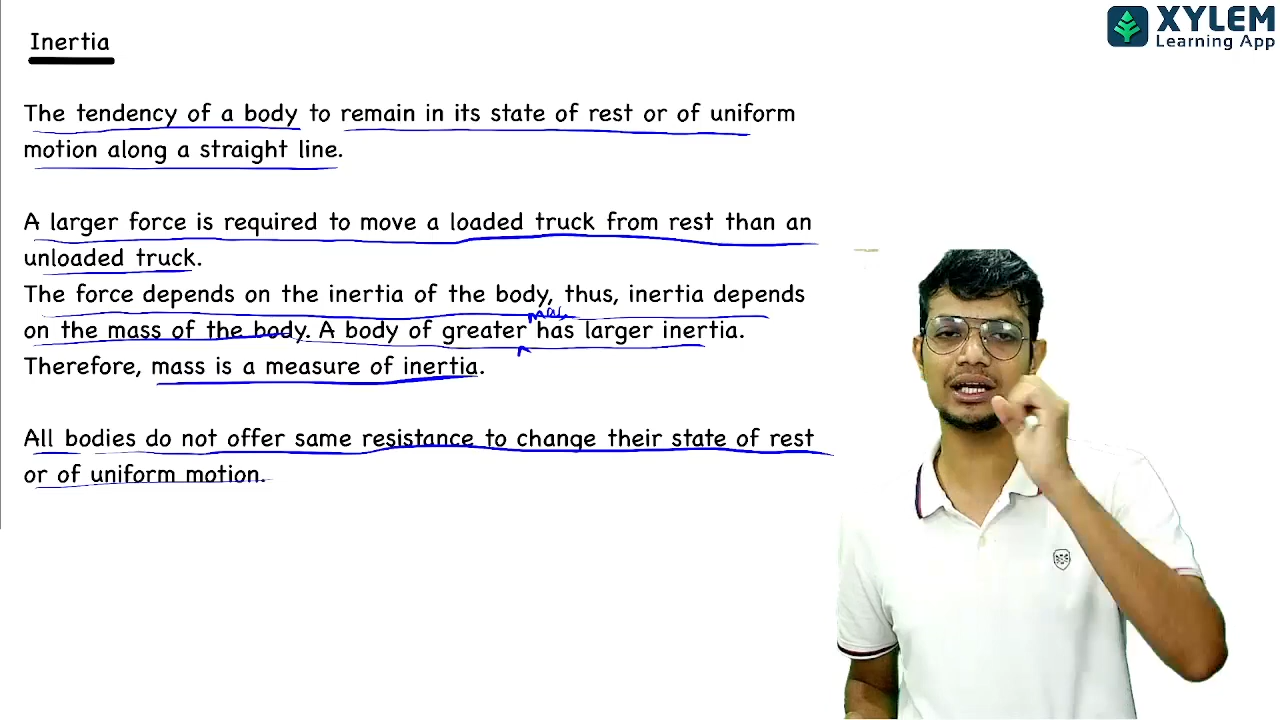 XYLEM
Learning App
Inertia
The tendency of a body to remain in its state of rest or of uniform
motion along a straight line.
A larger force is required to move a loaded truck from rest than an
unloaded truck.
The force depends on the inertia of the body, thus, inertia depends
mass
on the mass of the body. A body of greater has larger inertia.
Therefore, mass is a measure of inertia.
All bodies do not offer same resistance to change their state of rest
or of uniform motion.